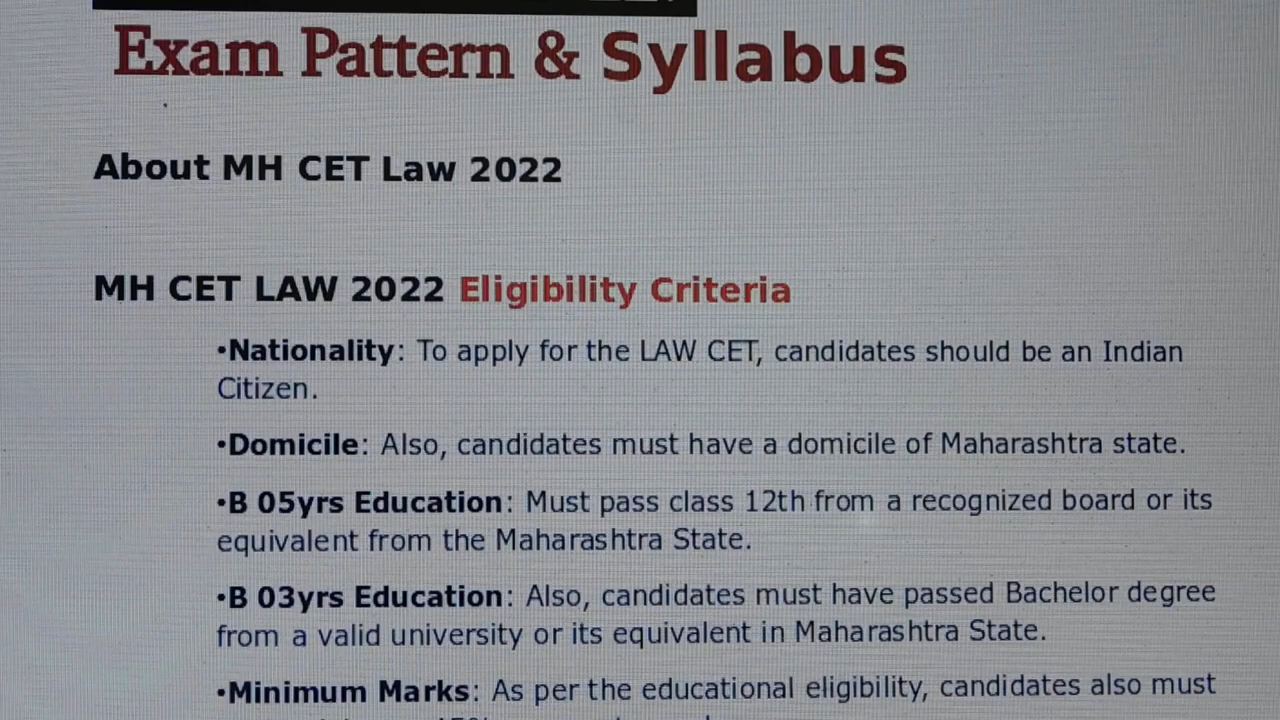 Exam Pattern & Syllabus
About MH CET Law 2022
MH CET LAW 2022 Eligibility Criteria
•Nationality: To apply for the LAW CET, candidates should be an Indian
Citizen.
•Domicile: Also, candidates must have a domicile of Maharashtra state.
•B 05yrs Education: Must pass class 12th from a recognized board or its
equivalent from the Maharashtra State.
•B 03yrs Education: Also, candidates must have passed Bachelor degree
from a valid university or its equivalent in Maharashtra State.
•Minimum Marks: As per the educational eligibility, candidates also must